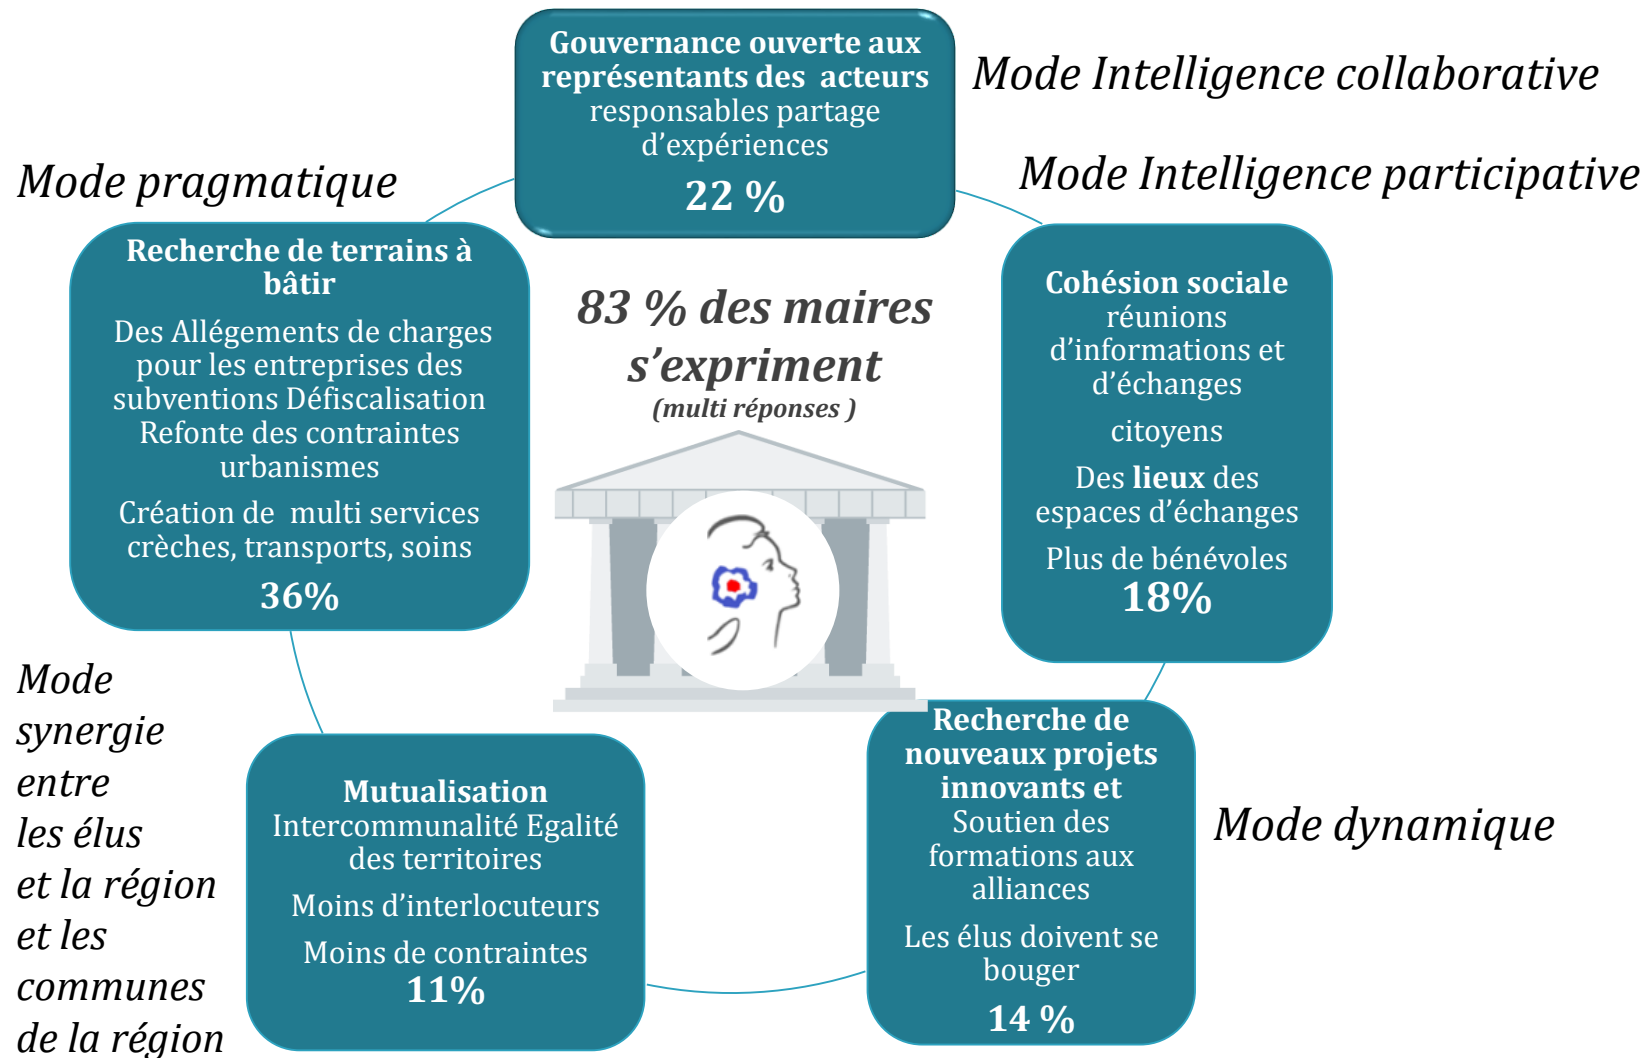 Gouvernance ouverte aux
représentants des  acteurs
responsables partage
d’expériences
22 %
Mode Intelligence collaborative
Mode Intelligence participative
Mode pragmatique
Recherche de terrains à
bâtir
Des Allégements de charges
pour les entreprises des
subventions Défiscalisation
Refonte des contraintes
urbanismes
Création de  multi services
crèches, transports, soins
36%
83 % des maires
s’expriment
(multi réponses )
Cohésion sociale
réunions
d’informations et
d’échanges
citoyens
Des lieux des
espaces d’échanges
Plus de bénévoles
18%
Mode
synergie
entre
les élus
et la région
et les
communes
de la région
Mutualisation
Intercommunalité Egalité
des territoires
Moins d’interlocuteurs
Moins de contraintes
11%
Recherche de
nouveaux projets
innovants et
Soutien des
formations aux
alliances
Les élus doivent se
bouger
14 %
Mode dynamique